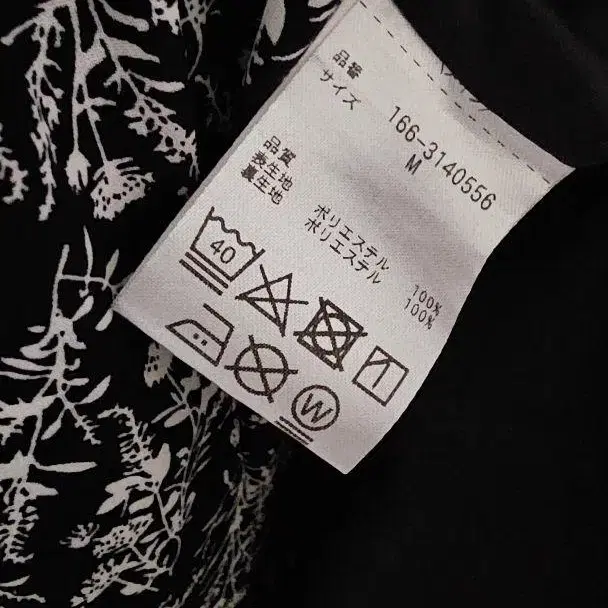 品番 166-3140556
サイズ M
品質
表生地 ポリエステル 100%
裏生地 ポリエステル 100%
40
W